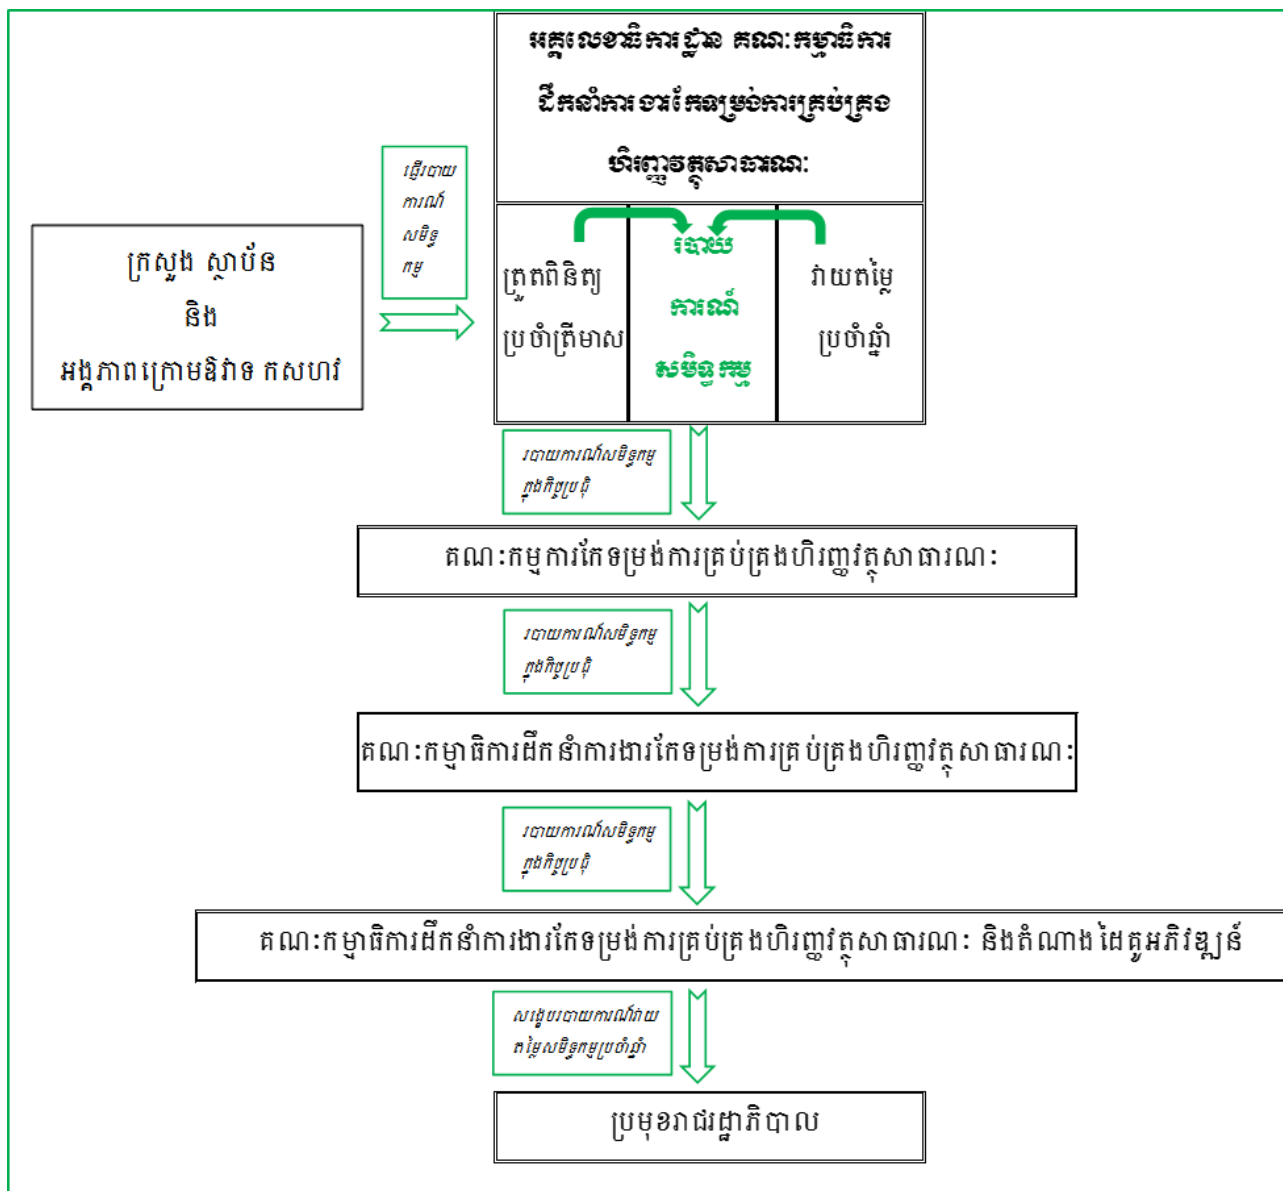 អគ្គលេខាធិការដ្ឋាន គណៈកម្មាធិការ
ដឹកនាំការងារកែទម្រង់ការគ្រប់គ្រង
ហិរញ្ញវត្ថុសាធារណៈ
ផ្ញើរបាយ
ការណ៍
សមិទ្ធ
កម្ម
ក្រសួង ស្ថាប័ន
និង
អង្គភាពក្រោមឱវាទ កសហវ
ត្រួតពិនិត្យ
ប្រចាំត្រីមាស
របាយ
ការណ៍
សមិទ្ធកម្ម
វាយតម្លៃ
ប្រចាំឆ្នាំ
របាយការណ៍សមិទ្ធកម្ម
ក្នុងកិច្ចប្រជុំ
គណៈកម្មការកែទម្រង់ការគ្រប់គ្រងហិរញ្ញវត្ថុសាធារណៈ
របាយការណ៍សមិទ្ធកម្ម
ក្នុងកិច្ចប្រជុំ
គណៈកម្មាធិការដឹកនាំការងារកែទម្រង់ការគ្រប់គ្រងហិរញ្ញវត្ថុសាធារណៈ
របាយការណ៍សមិទ្ធកម្ម
ក្នុងកិច្ចប្រជុំ
គណៈកម្មាធិការដឹកនាំការងារកែទម្រង់ការគ្រប់គ្រងហិរញ្ញវត្ថុសាធារណៈ និងតំណាងដៃគូអភិវឌ្ឍន៍
សង្ខេបរបាយការណ៍វាយ
តម្លៃសមិទ្ធកម្មប្រចាំឆ្នាំ
ប្រមុខរាជរដ្ឋាភិបាល